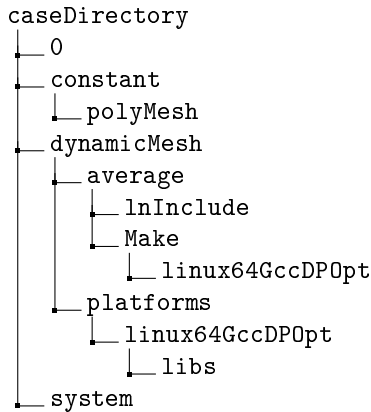 caseDirectory
0
constant
polyMesh
dynamicMesh
average
lnInclude
Make
linux64GccDPOpt
platforms
linux64GccDPOpt
libs
system